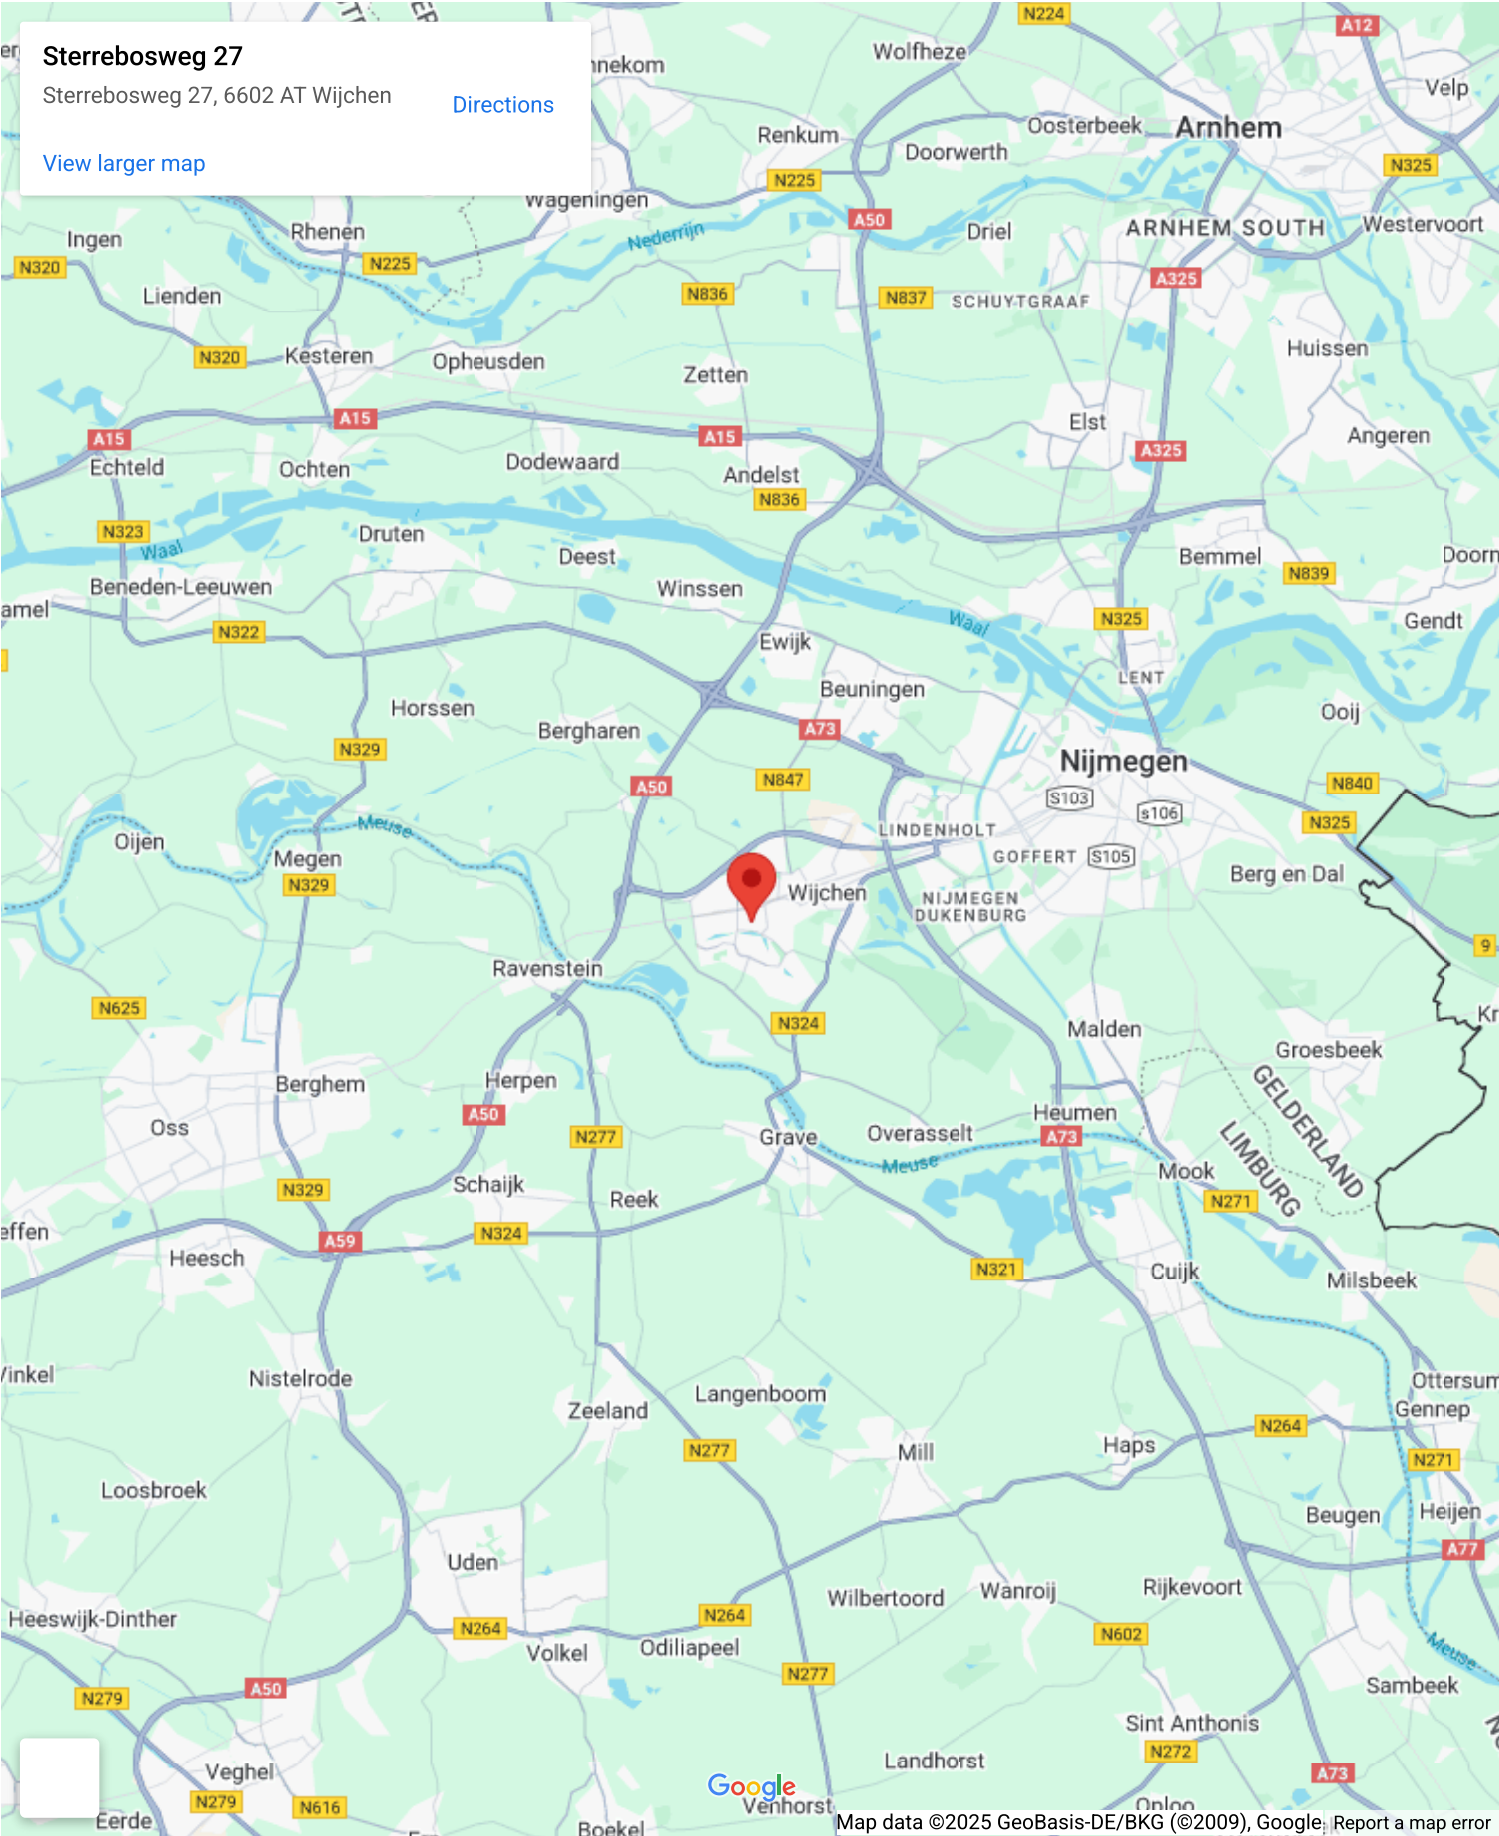 Sterrebosweg 27
Sterrebosweg 27, 6602 AT Wijchen
Directions
View larger map
N224
A12
Wolfheze
Velp
Renkum
Oosterbeek
Arnhem
Doorwerth
N325
N225
Wageningen
A50
Nederrijn
Driel
ARNHEM SOUTH
Westervoort
Ingen
Rhenen
N320
N225
A325
Lienden
N836
N837
SCHUYTGRAAF
N320
Kesteren
Opheusden
Huissen
Zetten
A15
A15
A15
Elst
Angeren
A325
Echteld
Ochten
Dodewaard
Andelst
N836
N323
Druten
Waal
Deest
Bemmel
Doorn
N839
Beneden-Leeuwen
Winssen
amel
N322
Waal
N325
Gendt
Ewijk
LENT
Beuningen
Horssen
Bergharen
A73
Ooij
N329
Nijmegen
A50
N847
N840
S103
S106
N325
Meuse
LINDENHOLT
Oijen
Megen
GOFFERT
S105
N329
Wijchen
Berg en Dal
NIJMEGEN
DUKENBURG
9
Ravenstein
N625
N324
Kr
Malden
Groesbeek
Berghem
Herpen
GELDERLAND
A50
Heumen
Oss
N277
Grave
Overasselt
A73
Meuse
LIMBURG
Mook
Schaijk
N329
Reek
N271
effen
A59
N324
Heesch
N321
Cuijk
Milsbeek
Vinkel
Nistelrode
Langenboom
Ottersum
Zeeland
Gennep
N264
N277
Mill
Haps
N271
Loosbroek
Beugen
Heijen
A77
Uden
Wilbertoord
Wanroij
Rijkevoort
Heeswijk-Dinther
N264
N264
N602
Volkel
Odiliapeel
Meuse
N277
A50
N279
Sambeek
Sint Anthonis
N272
Veghel
Landhorst
A73
Google
N279
N616
Venhorst
Oploo
Eerde
Boekel
Map data ©2025 GeoBasis-DE/BKG (©2009), Google
Report a map error